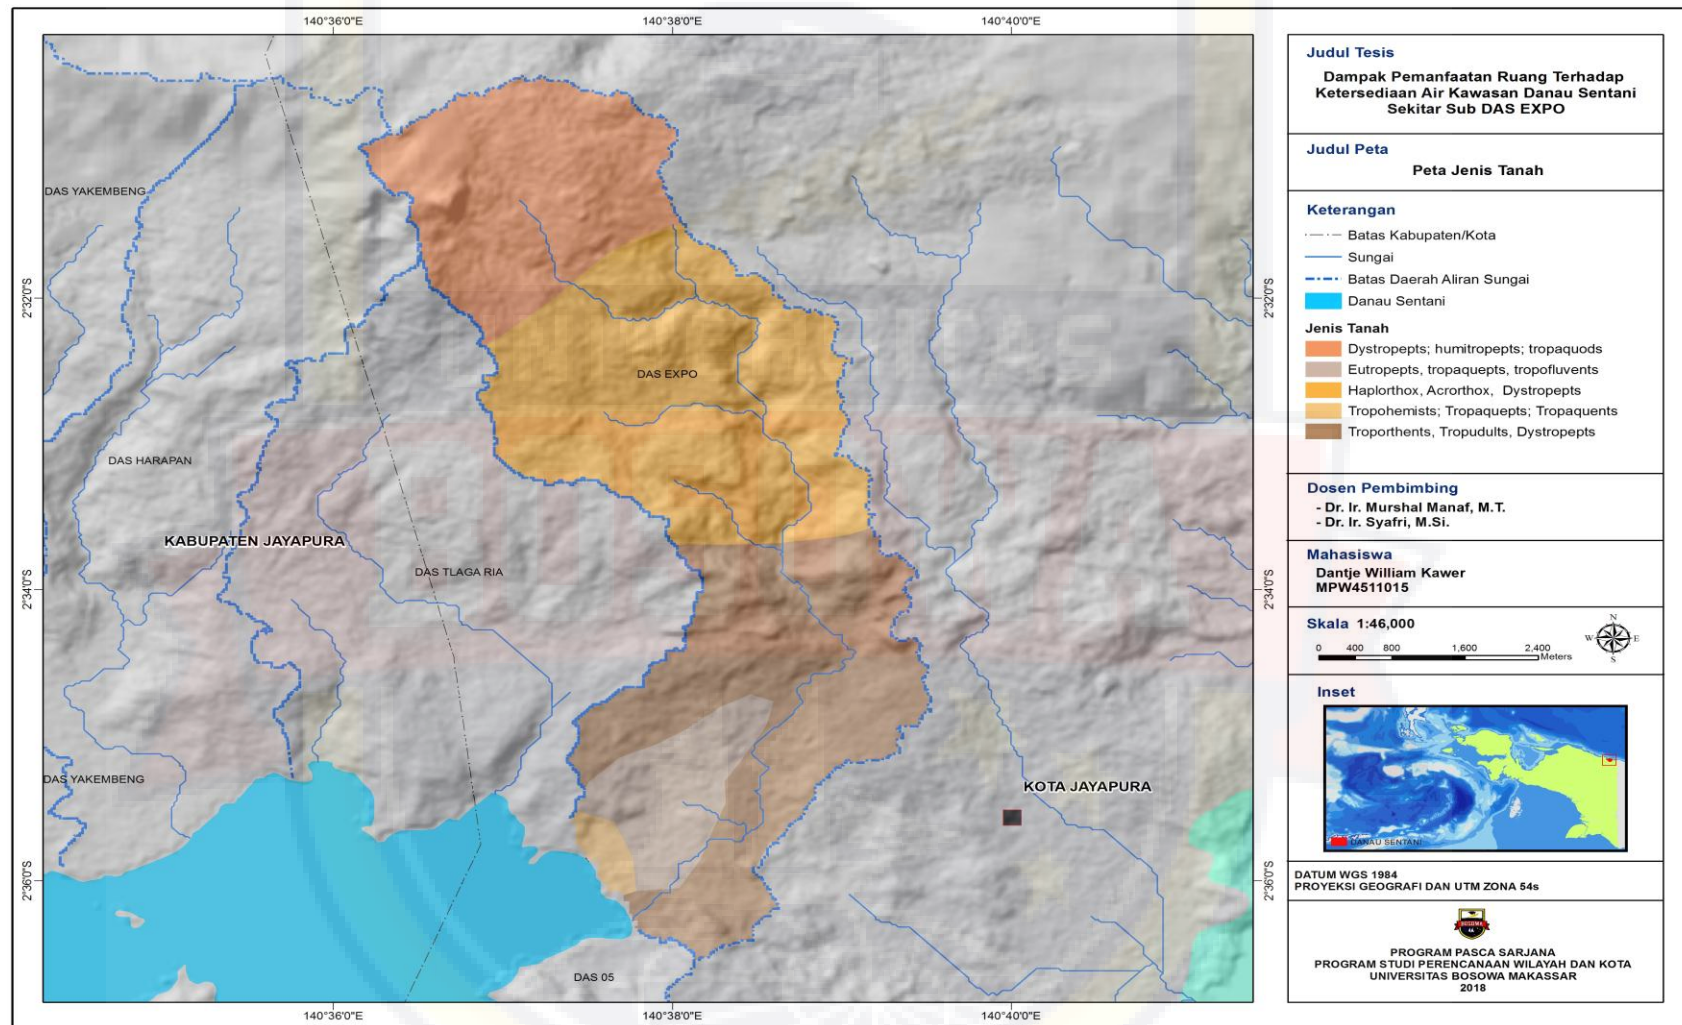 140°36'0"E
140°38'0"E
140°40'0"E
2°32'0"S
2°34'0"S
2°36'0"S
2°32'0"S
2°34'0"S
2°36'0"S
140°36'0"E
140°38'0"E
140°40'0"E
DAS YAKEMBENG
DAS EXPO
DAS HARAPAN
KABUPATEN JAYAPURA
DAS TLAGA RIA
DAS YAKEMBENG
KOTA JAYAPURA
DAS 05
Judul Tesis
Dampak Pemanfaatan Ruang Terhadap
Ketersediaan Air Kawasan Danau Sentani
Sekitar Sub DAS EXPO
Judul Peta
Peta Jenis Tanah
Keterangan
Batas Kabupaten/Kota
Sungai
Batas Daerah Aliran Sungai
Danau Sentani
Jenis Tanah
Dystropepts; humitropepts; tropaquods
Eutropepts, tropaquepts, tropofluvents
Haplorthox, Acrorthox, Dystropepts
Tropohemists; Tropaquepts; Tropaquents
Troporthents, Tropudults, Dystropepts
Dosen Pembimbing
- Dr. Ir. Murshal Manaf, M.T.
- Dr. Ir. Syafri, M.Si.
Mahasiswa
Dantje William Kawer
MPW4511015
Skala 1:46,000
N
W E
S
0 400 800 1,600 2,400
Meters
Inset
DANAU SENTANI
DATUM WGS 1984
PROYEKSI GEOGRAFI DAN UTM ZONA 54s
BOSOWA
PROGRAM PASCA SARJANA
PROGRAM STUDI PERENCANAAN WILAYAH DAN KOTA
UNIVERSITAS BOSOWA MAKASSAR
2018